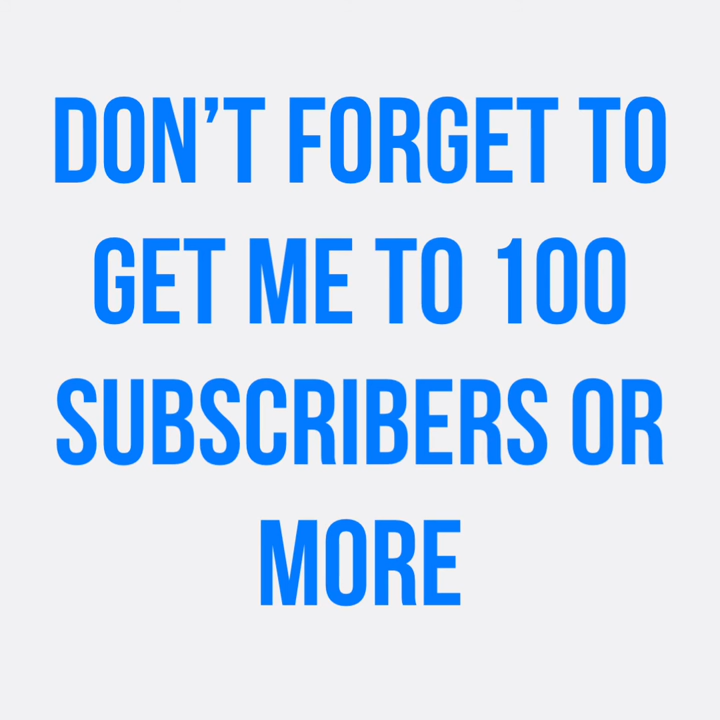 DON’T FORGET TO
GET ME TO 100
SUBSCRIBERS OR
MORE